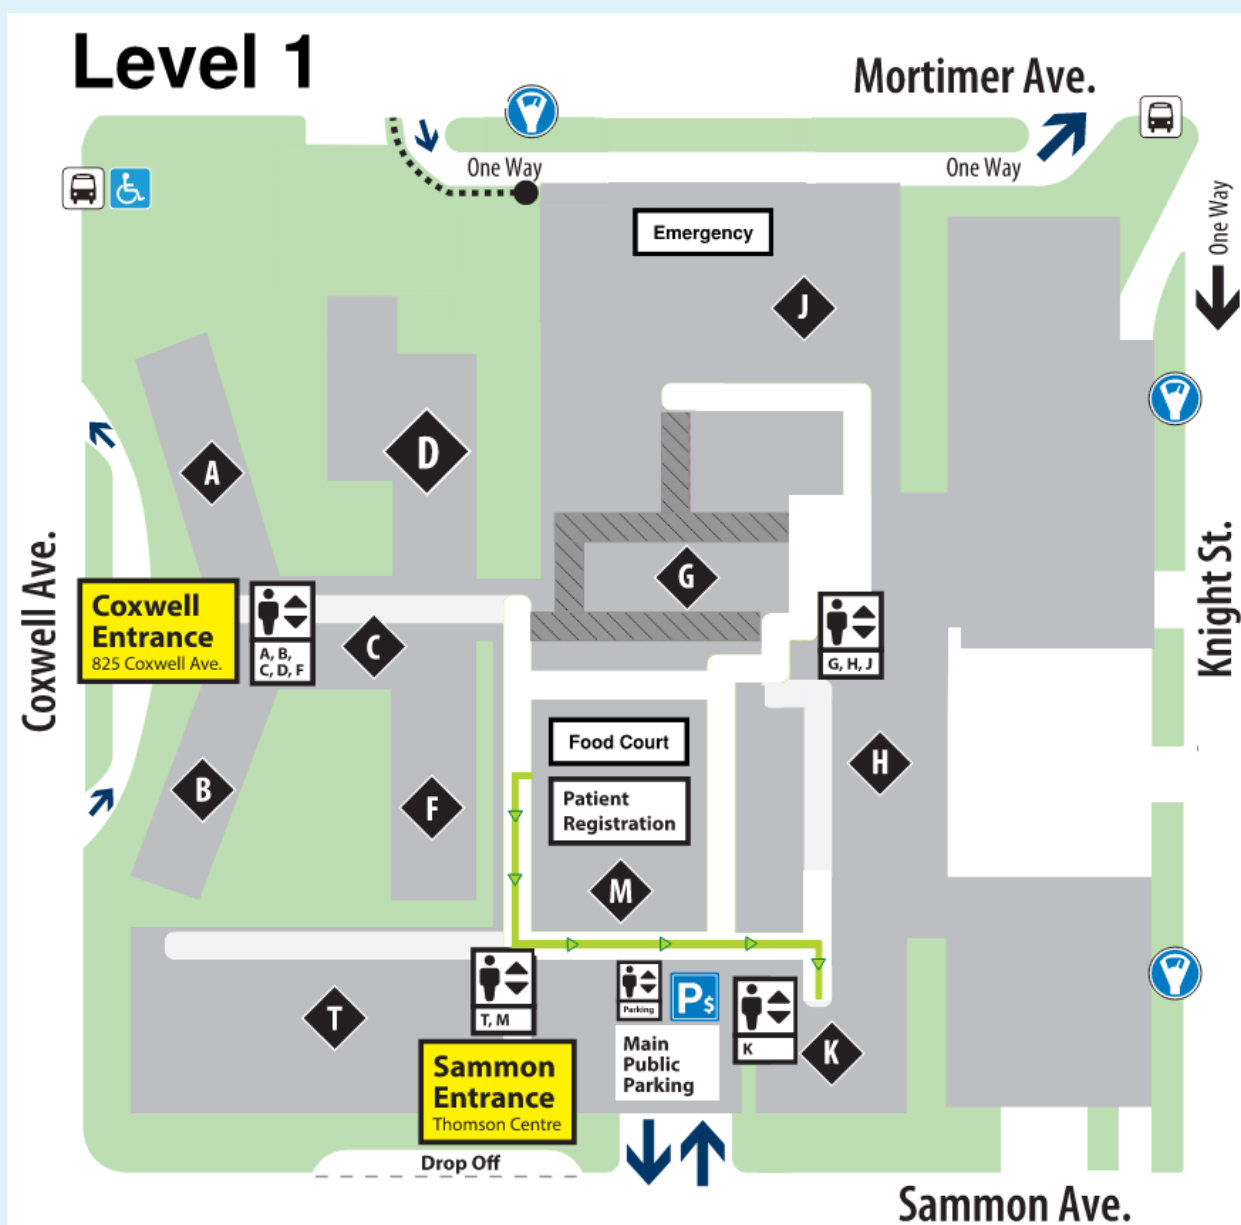 Level 1
Mortimer Ave.
One Way
One Way
One Way
Emergency
J
D
A
G
Coxwell Ave.
Knight St.
Coxwell
Entrance
825 Coxwell Ave.
A, B,
C, D, F
C
G, H, J
Food Court
H
B
Patient
Registration
F
M
T
T, M
Parking
P$
K
K
Main
Public
Parking
Sammon
Entrance
Thomson Centre
Drop Off
Sammon Ave.